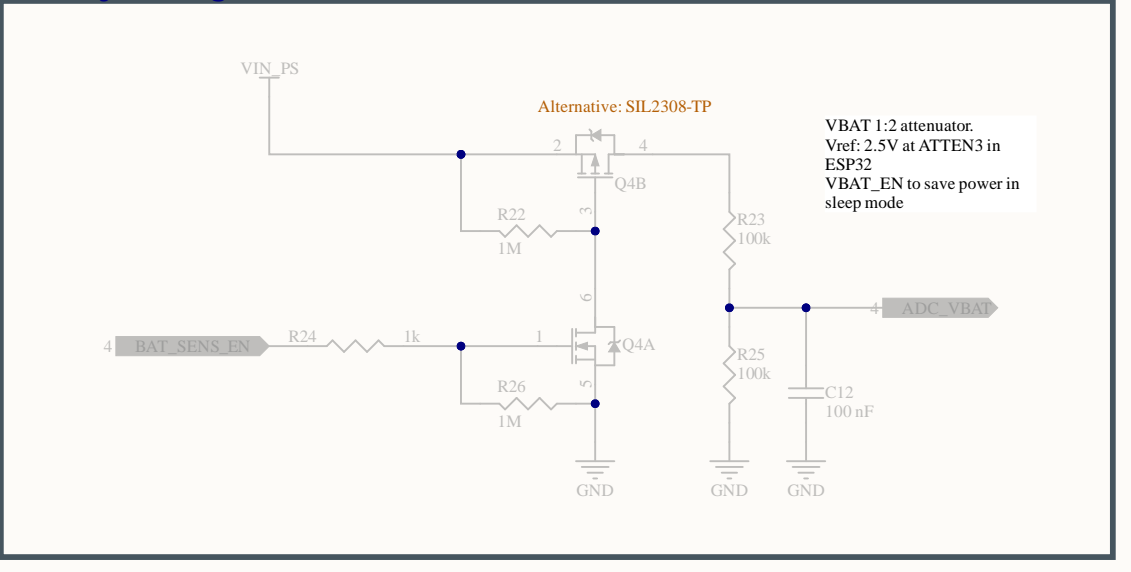 VIN_PS
Alternative: SIL2308-TP
VBAT 1:2 attenuator.
Vref: 2.5V at ATTEN3 in
ESP32
VBAT_EN to save power in
sleep mode
2
4
Q4B
3
R22
1M
R23
100k
6
4
ADC_VBAT
4
BAT_SENS_EN
R24
1k
1
Q4A
R25
100k
R26
1M
5
C12
100 nF
GND
GND
GND